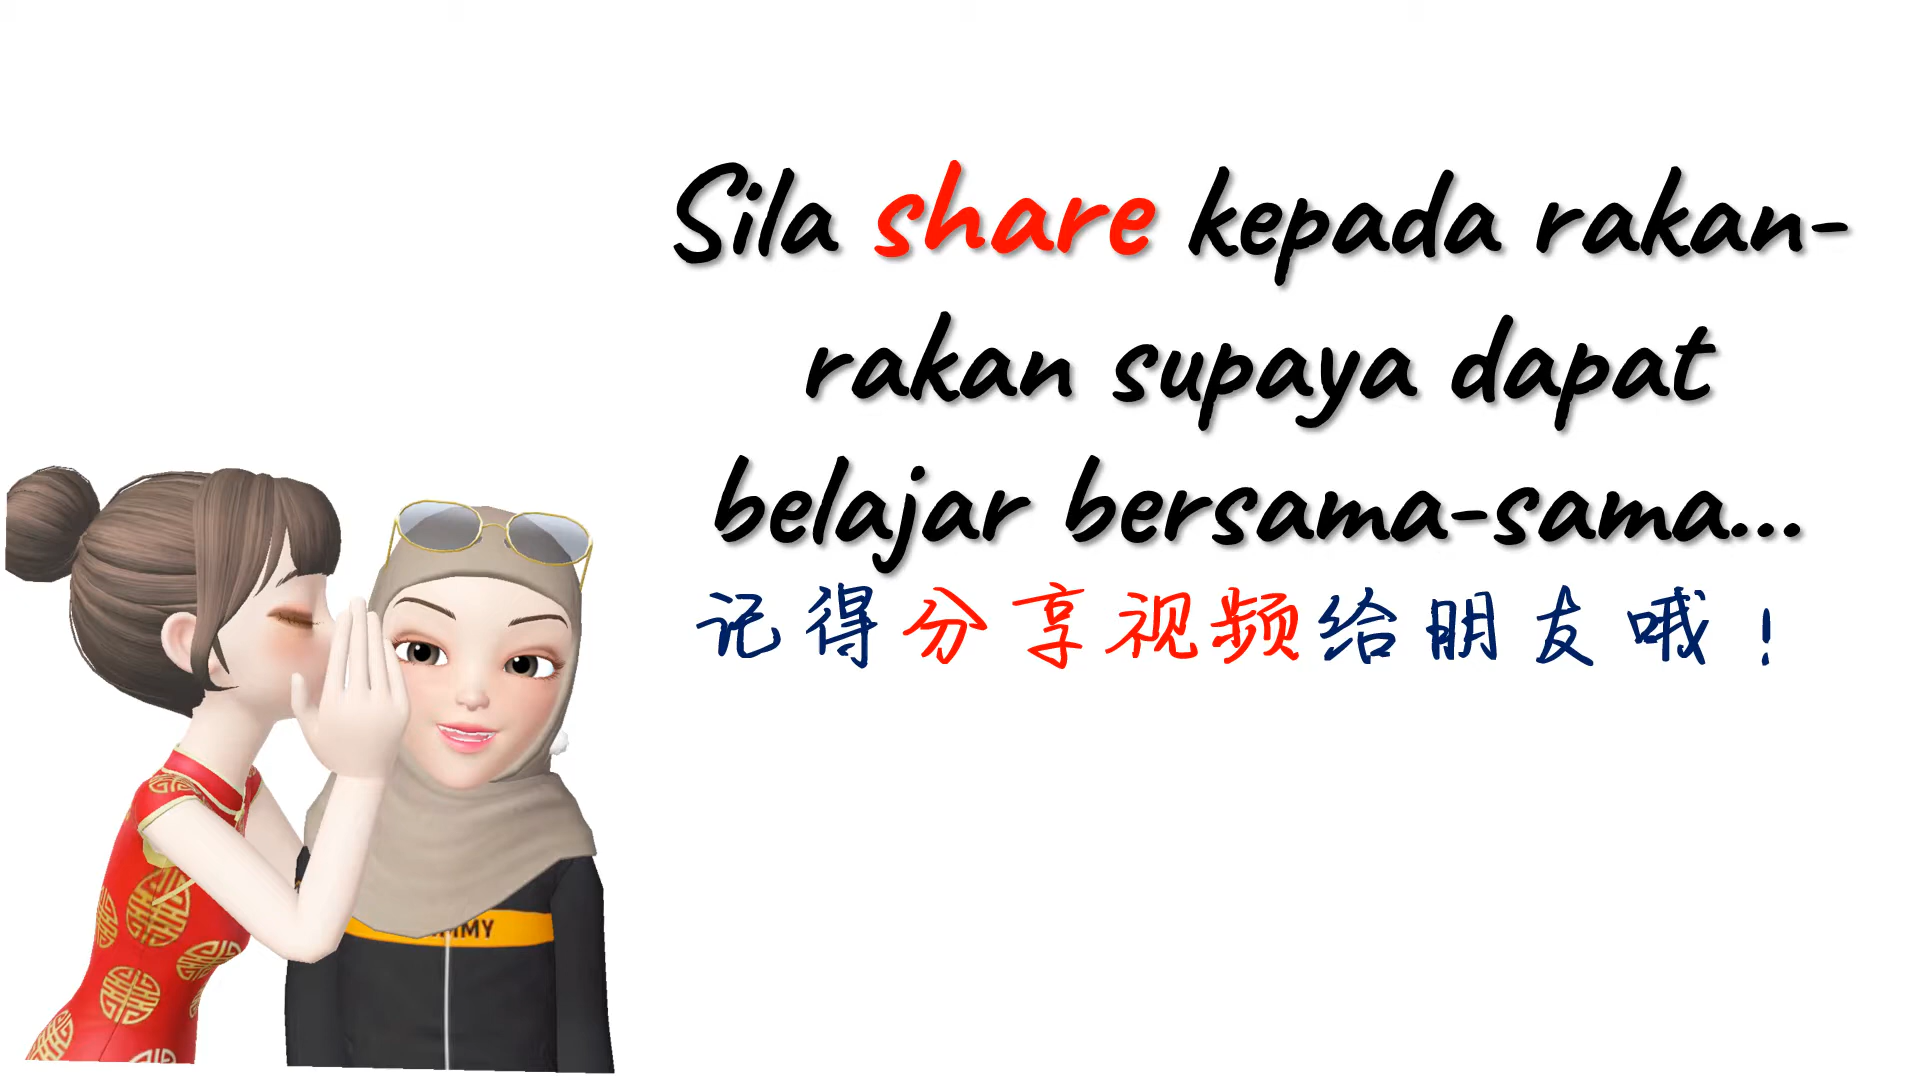 Sila share kepada rakan-
rakan supaya dapat
belajar bersama-sama...
记得分享视频给朋友哦！